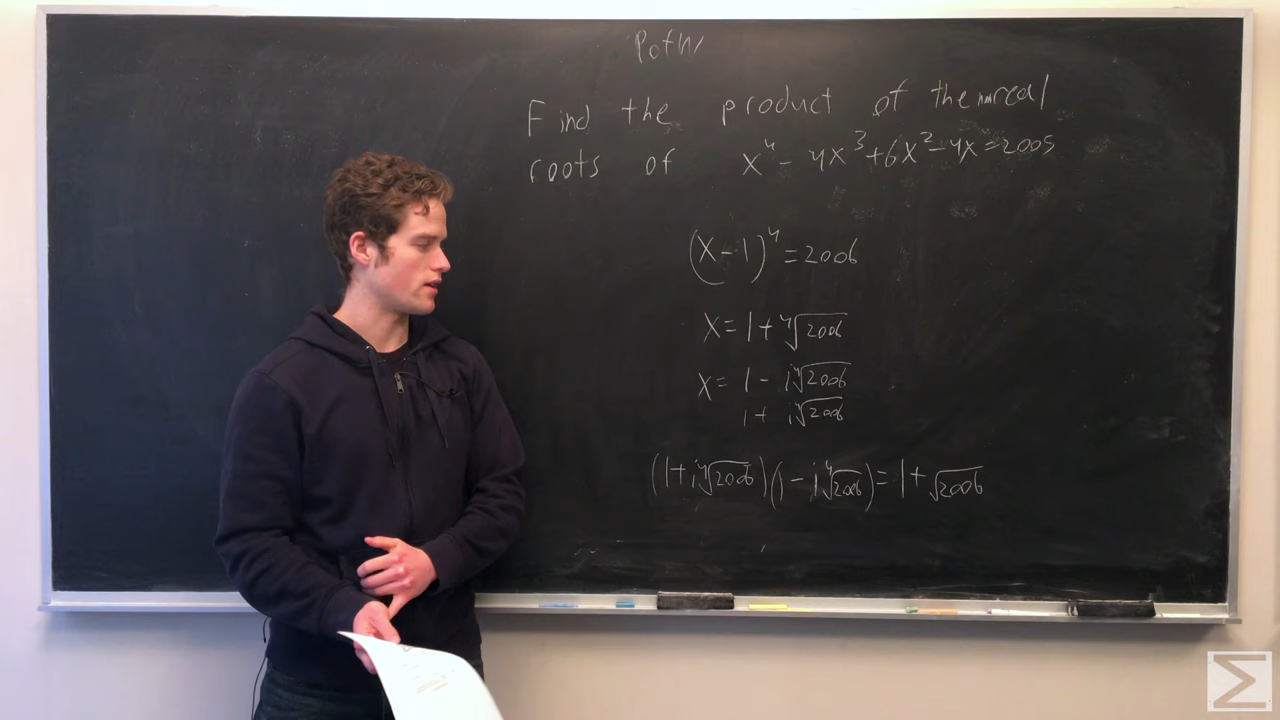 Find the product of the nonreal
roots of x⁴ - 4x³ + 6x² - 4x = 2005
(x - 1)⁴ = 2006
x = 1 + ⁴√2006
x = 1 - i⁴√2006
1 + i⁴√2006
(1 + i⁴√2006)(1 - i⁴√2006) = 1 + √2006
Σ